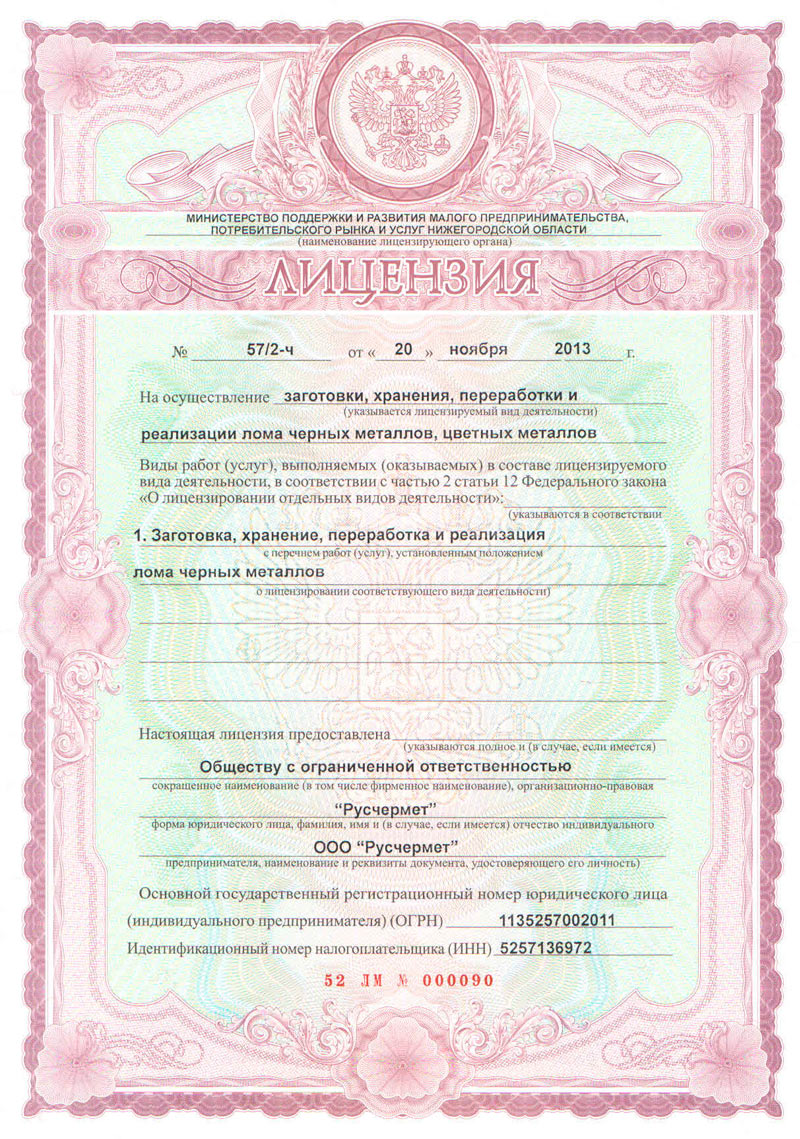 МИНИСТЕРСТВО ПОДДЕРЖКИ И РАЗВИТИЯ МАЛОГО ПРЕДПРИНИМАТЕЛЬСТВА,
ПОТРЕБИТЕЛЬСКОГО РЫНКА И УСЛУГ НИЖЕГОРОДСКОЙ ОБЛАСТИ
(наименование лицензирующего органа)
ЛИЦЕНЗИЯ
№ 57/2-ч от « 20 » ноября 2013 г.
На осуществление заготовки, хранения, переработки и
(указывается лицензируемый вид деятельности)
реализации лома черных металлов, цветных металлов
Виды работ (услуг), выполняемых (оказываемых) в составе лицензируемого
вида деятельности, в соответствии с частью 2 статьи 12 Федерального закона
«О лицензировании отдельных видов деятельности»:
(указываются в соответствии
1. Заготовка, хранение, переработка и реализация
с перечнем работ (услуг), установленным положением
лома черных металлов
о лицензировании соответствующего вида деятельности)
Настоящая лицензия предоставлена
(указываются полное и (в случае, если имеется)
Обществу с ограниченной ответственностью
сокращенное наименование (в том числе фирменное наименование), организационно-правовая
“Русчермет”
форма юридического лица, фамилия, имя и (в случае, если имеется) отчество индивидуального
ООО “Русчермет”
предпринимателя, наименование и реквизиты документа, удостоверяющего его личность)
Основной государственный регистрационный номер юридического лица
(индивидуального предпринимателя) (ОГРН) 1135257002011
Идентификационный номер налогоплательщика (ИНН) 5257136972
52 ЛМ № 000090